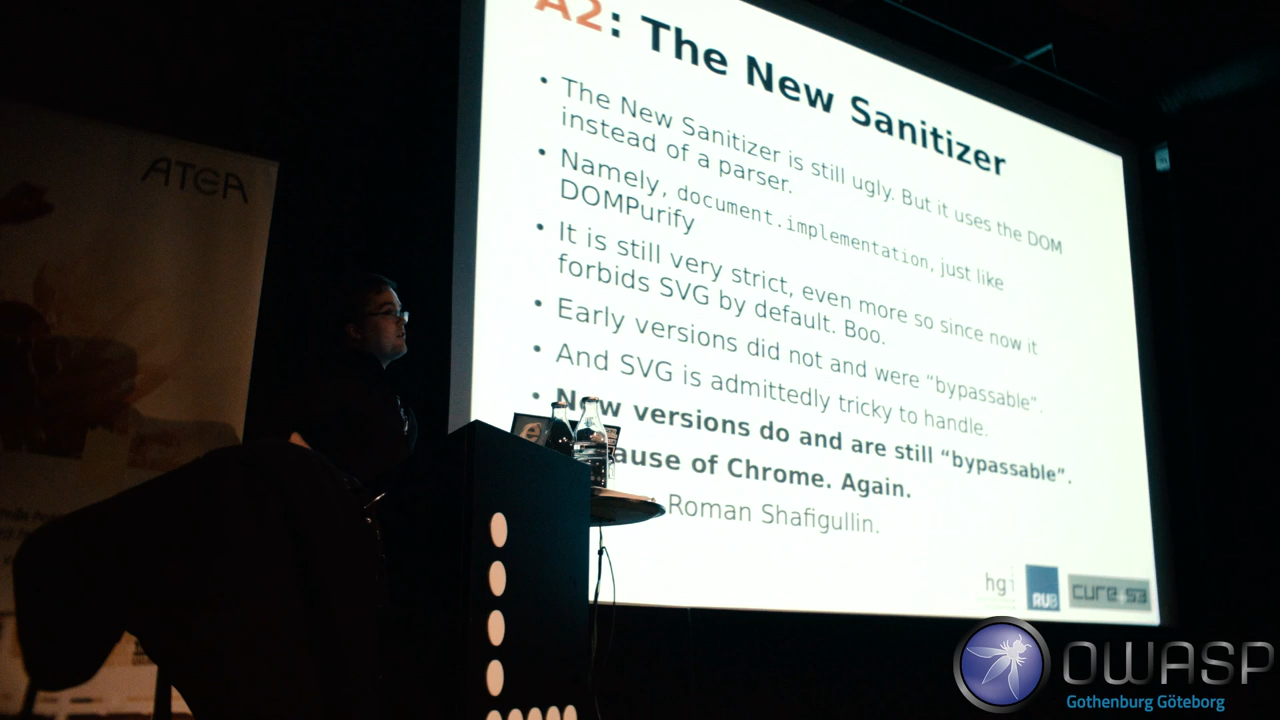 A2: The New Sanitizer
• The New Sanitizer is still ugly. But it uses the DOM
instead of a parser.
• Namely, document.implementation, just like
DOMPurify
• It is still very strict, even more so since now it
forbids SVG by default. Boo.
• Early versions did not and were “bypassable”.
• And SVG is admittedly tricky to handle.
• New versions do and are still “bypassable”.
ause of Chrome. Again.
Roman Shafigullin.
hgi
RUB
cure53
ATEA
OWASP
Gothenburg Göteborg